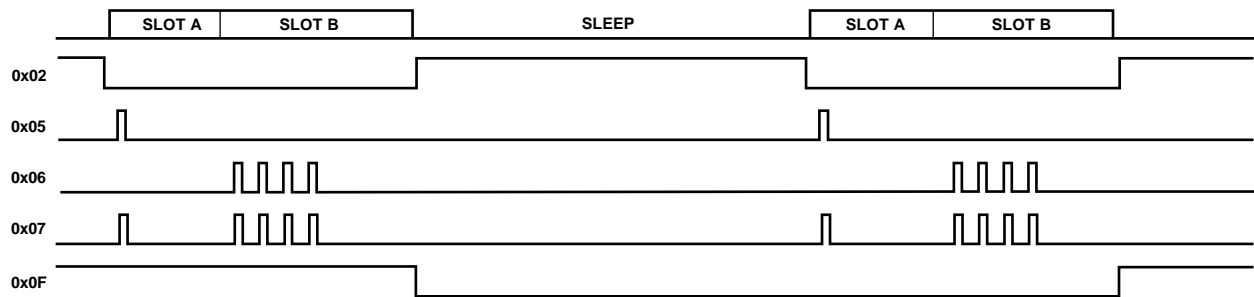 SLOT A SLOT B SLEEP SLOT A SLOT B
0x02
0x05
0x06
0x07
0x0F